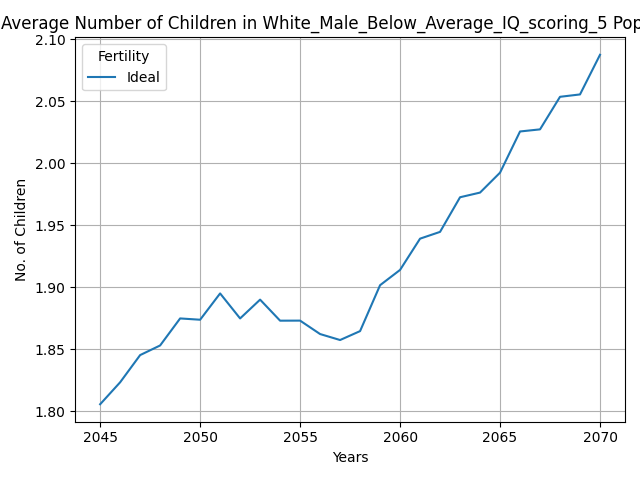 Average Number of Children in White_Male_Below_Average_IQ_scoring_5 Pop
2.10
Fertility
Ideal
2.05
2.00
1.95
1.90
1.85
1.80
No. of Children
2045 2050 2055 2060 2065 2070
Years